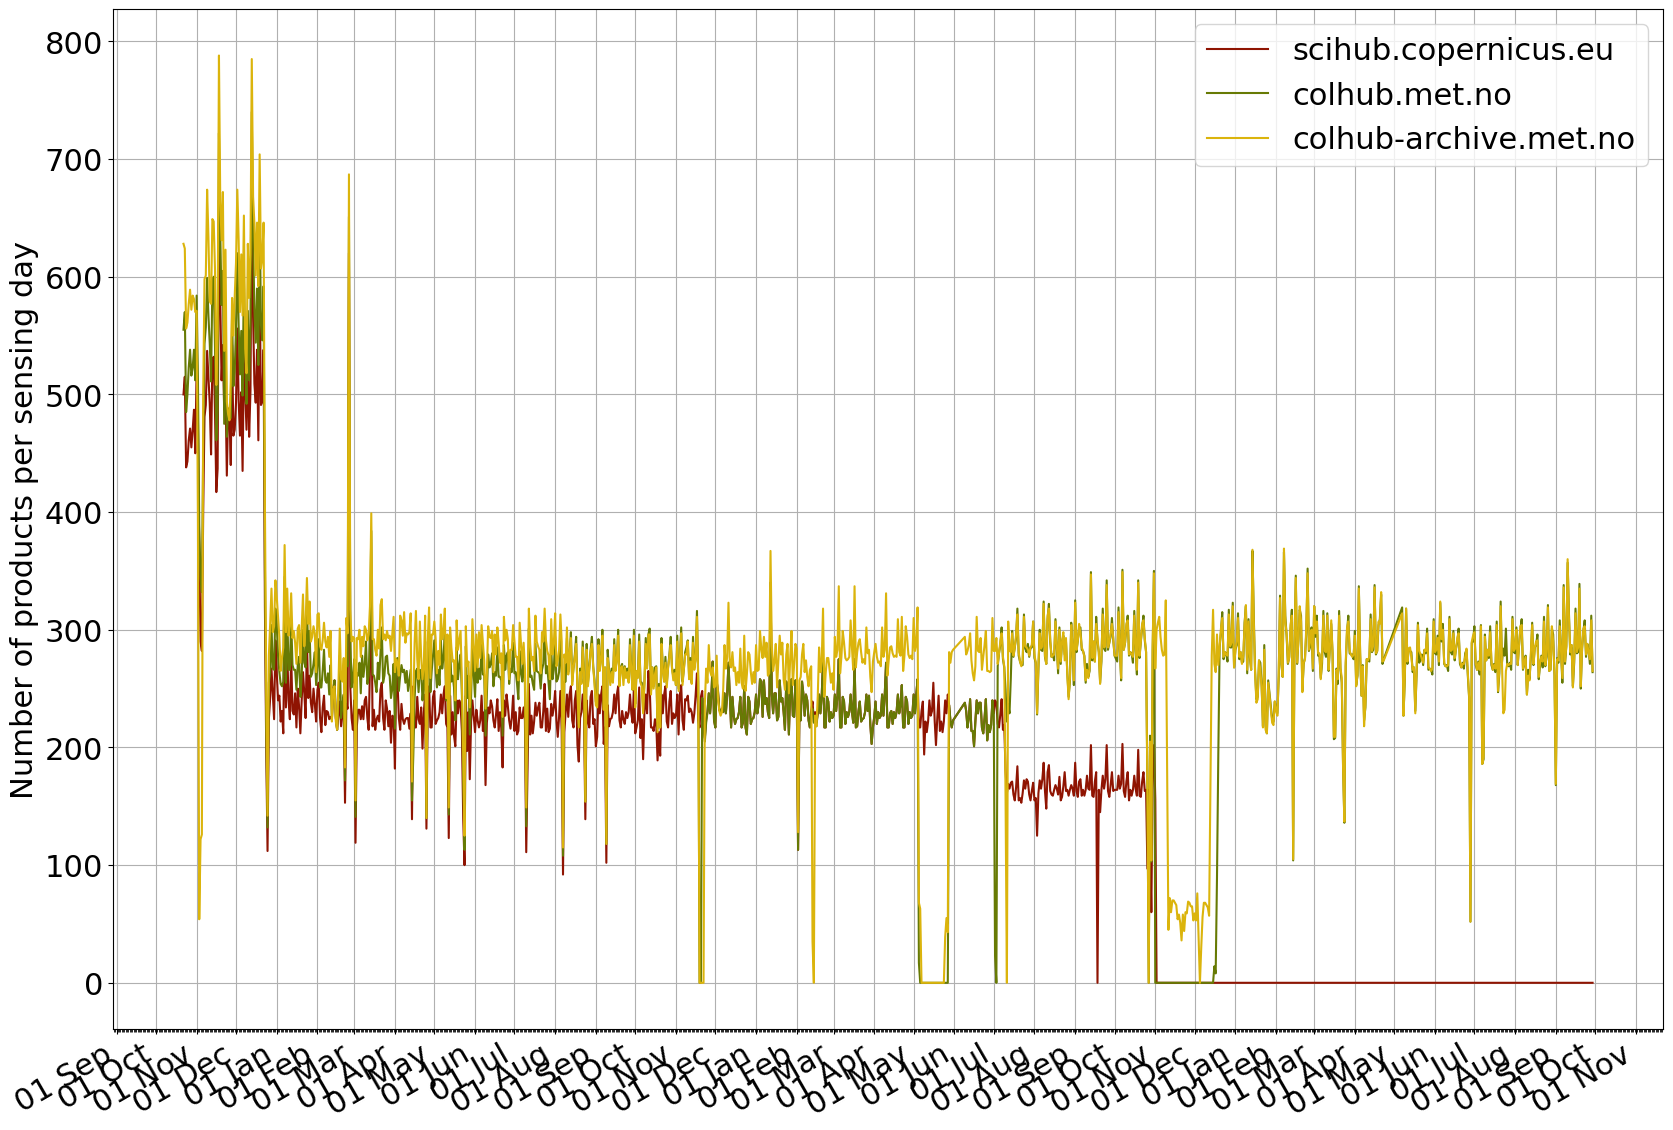 Number of products per sensing day
800
700
600
500
400
300
200
100
0
scihub.copernicus.eu
colhub.met.no
colhub-archive.met.no
01 Sep
01 Oct
01 Nov
01 Dec
01 Jan
01 Feb
01 Mar
01 Apr
01 May
01 Jun
01 Jul
01 Aug
01 Sep
01 Oct
01 Nov
01 Dec
01 Jan
01 Feb
01 Mar
01 Apr
01 May
01 Jun
01 Jul
01 Aug
01 Sep
01 Oct
01 Nov
01 Dec
01 Jan
01 Feb
01 Mar
01 Apr
01 May
01 Jun
01 Jul
01 Aug
01 Sep
01 Oct
01 Nov